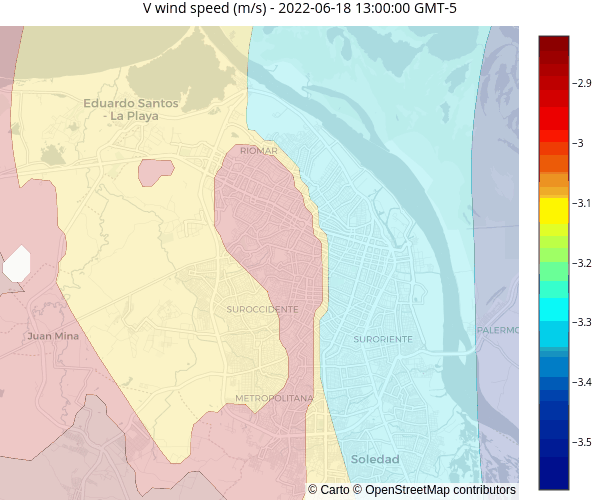 V wind speed (m/s) - 2022-06-18 13:00:00 GMT-5
Eduardo Santos
- La Playa
RIOMAR
SUROCCIDENTE
Juan Mina
SURORIENTE
PALERMO
METROPOLITANA
Soledad
© Carto © OpenStreetMap contributors
−2.9
−3
−3.1
−3.2
−3.3
−3.4
−3.5